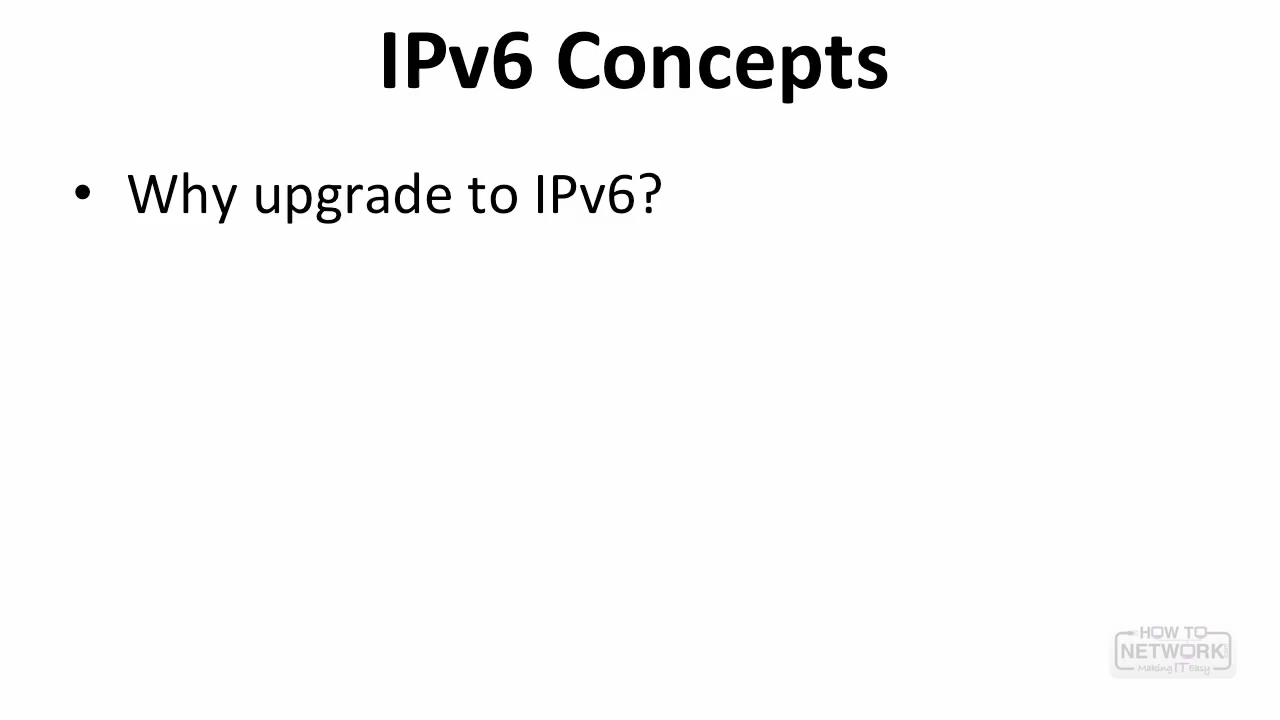 IPv6 Concepts
• Why upgrade to IPv6?
HOW TO
NETWORK
Making IT Easy